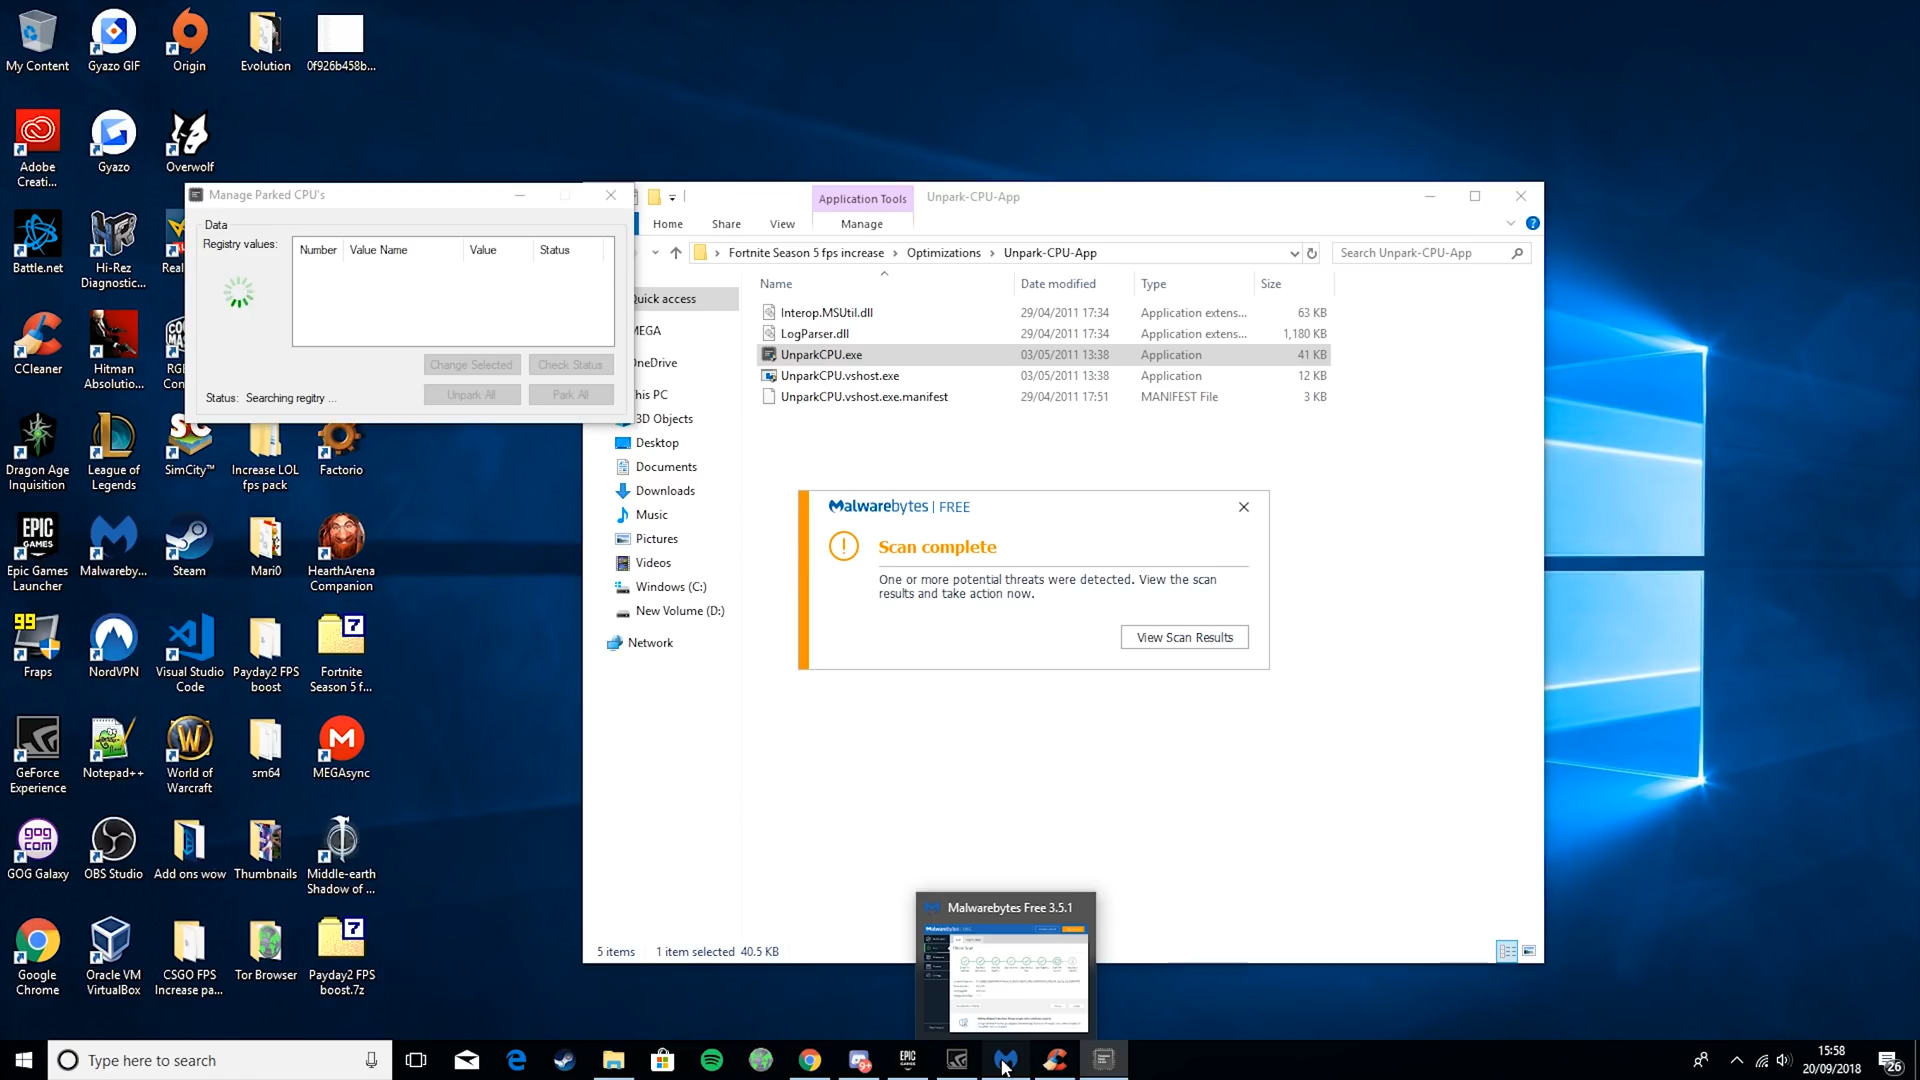 My Content
Gyazo GIF
Origin
Evolution
0f926b458b...
Adobe
Creati...
Gyazo
Overwolf
Battle.net
Hi-Rez
Diagnostic...
Real
CCleaner
Hitman
Absolutio...
RGB
Con
Dragon Age
Inquisition
League of
Legends
SimCity™
Increase LOL
fps pack
Factorio
EPIC
GAMES
Epic Games
Launcher
Malwareby...
Steam
Mari0
HearthArena
Companion
99
Fraps
NordVPN
Visual Studio
Code
Payday2 FPS
boost
7
Fortnite
Season 5 f...
GeForce
Experience
Notepad++
World of
Warcraft
sm64
MEGAsync
gog
com
GOG Galaxy
OBS Studio
Add ons wow
Thumbnails
Middle-earth
Shadow of ...
Google
Chrome
Oracle VM
VirtualBox
CSGO FPS
Increase pa...
Tor Browser
7
Payday2 FPS
boost.7z
Manage Parked CPU's
Data
Registry values:
Number Value Name Value Status
Change Selected Check Status
Unpark All Park All
Status: Searching regitry ...
Application Tools Unpark-CPU-App
Home Share View Manage
Fortnite Season 5 fps increase › Optimizations › Unpark-CPU-App
Search Unpark-CPU-App
Name Date modified Type Size
Interop.MSUtil.dll 29/04/2011 17:34 Application extens... 63 KB
LogParser.dll 29/04/2011 17:34 Application extens... 1,180 KB
UnparkCPU.exe 03/05/2011 13:38 Application 41 KB
UnparkCPU.vshost.exe 03/05/2011 13:38 Application 12 KB
UnparkCPU.vshost.exe.manifest 29/04/2011 17:51 MANIFEST File 3 KB
Quick access
MEGA
OneDrive
This PC
3D Objects
Desktop
Documents
Downloads
Music
Pictures
Videos
Windows (C:)
New Volume (D:)
Network
5 items 1 item selected 40.5 KB
Malwarebytes | FREE
Scan complete
One or more potential threats were detected. View the scan
results and take action now.
View Scan Results
Malwarebytes Free 3.5.1
Type here to search
EPIC
15:58
20/09/2018
26